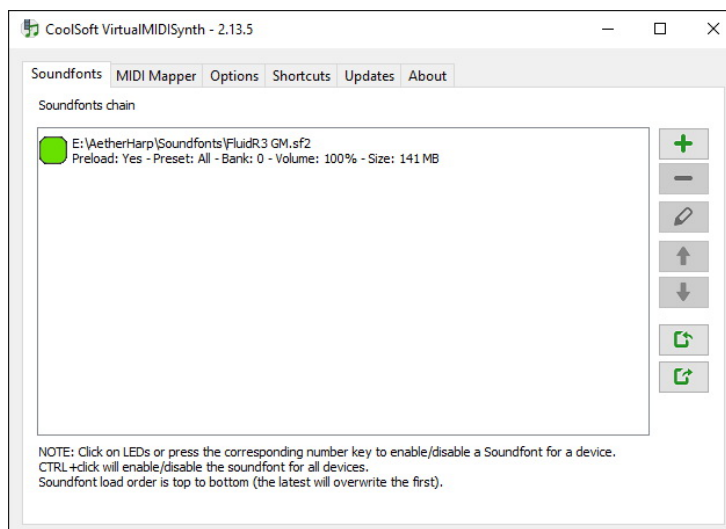 CoolSoft VirtualMIDISynth - 2.13.5
Soundfonts MIDI Mapper Options Shortcuts Updates About
Soundfonts chain
E:\AetherHarp\Soundfonts\FluidR3 GM.sf2
Preload: Yes - Preset: All - Bank: 0 - Volume: 100% - Size: 141 MB
NOTE: Click on LEDs or press the corresponding number key to enable/disable a Soundfont for a device.
CTRL+click will enable/disable the soundfont for all devices.
Soundfont load order is top to bottom (the latest will overwrite the first).